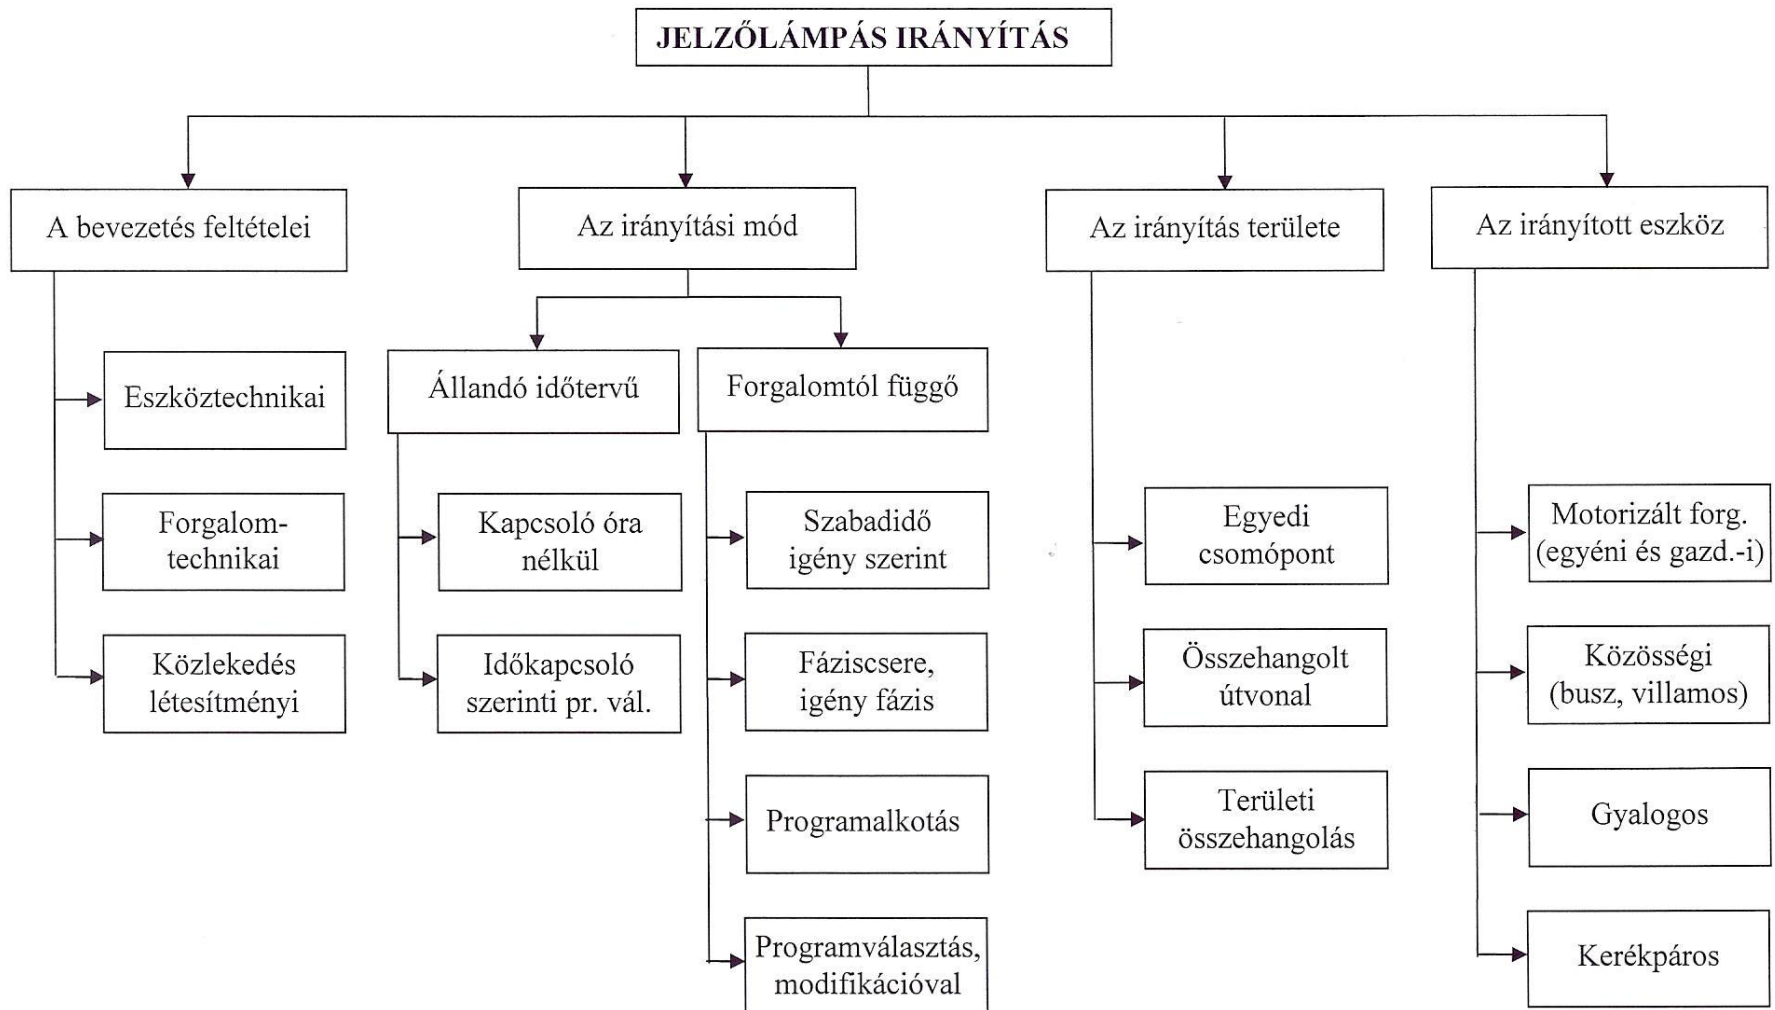 JELZŐLÁMPÁS IRÁNYÍTÁS
A bevezetés feltételei
Eszköztechnikai
Forgalom-
technikai
Közlekedés
létesítményi
Az irányítási mód
Állandó időtervű
Kapcsoló óra
nélkül
Időkapcsoló
szerinti pr. vál.
Forgalomtól függő
Szabadidő
igény szerint
Fáziscsere,
igény fázis
Programalkotás
Programválasztás,
modifikációval
Az irányítás területe
Egyedi
csomópont
Összehangolt
útvonal
Területi
összehangolás
Az irányított eszköz
Motorizált forg.
(egyéni és gazd.-i)
Közösségi
(busz, villamos)
Gyalogos
Kerékpáros